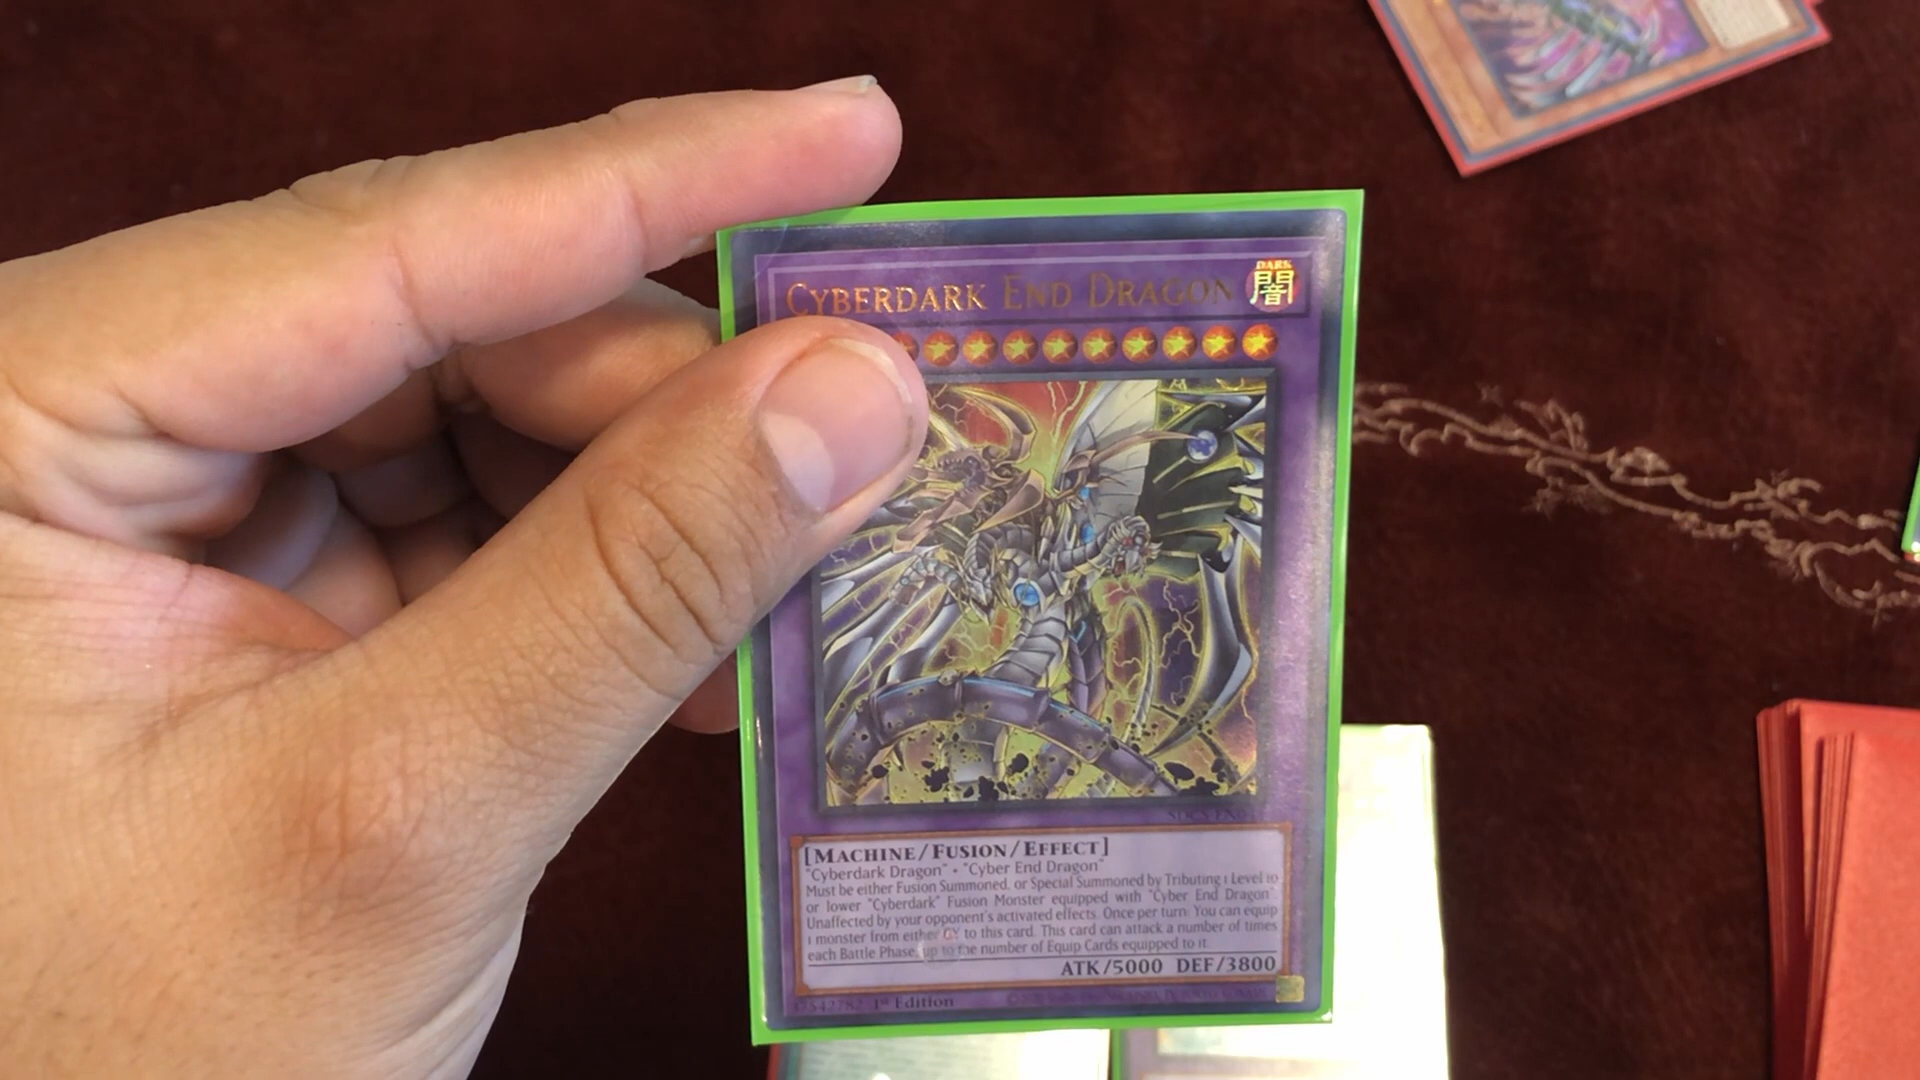 CYBERDARK END DRAGON
DARK
闇
[MACHINE/FUSION/EFFECT]
"Cyberdark Dragon" + "Cyber End Dragon"
Must be either Fusion Summoned, or Special Summoned by Tributing 1 Level 10
or lower "Cyberdark" Fusion Monster equipped with "Cyber End Dragon".
Unaffected by your opponent's activated effects. Once per turn: You can equip
1 monster from either GY to this card. This card can attack a number of times
each Battle Phase, up to the number of Equip Cards equipped to it.
ATK/5000 DEF/3800
1st Edition